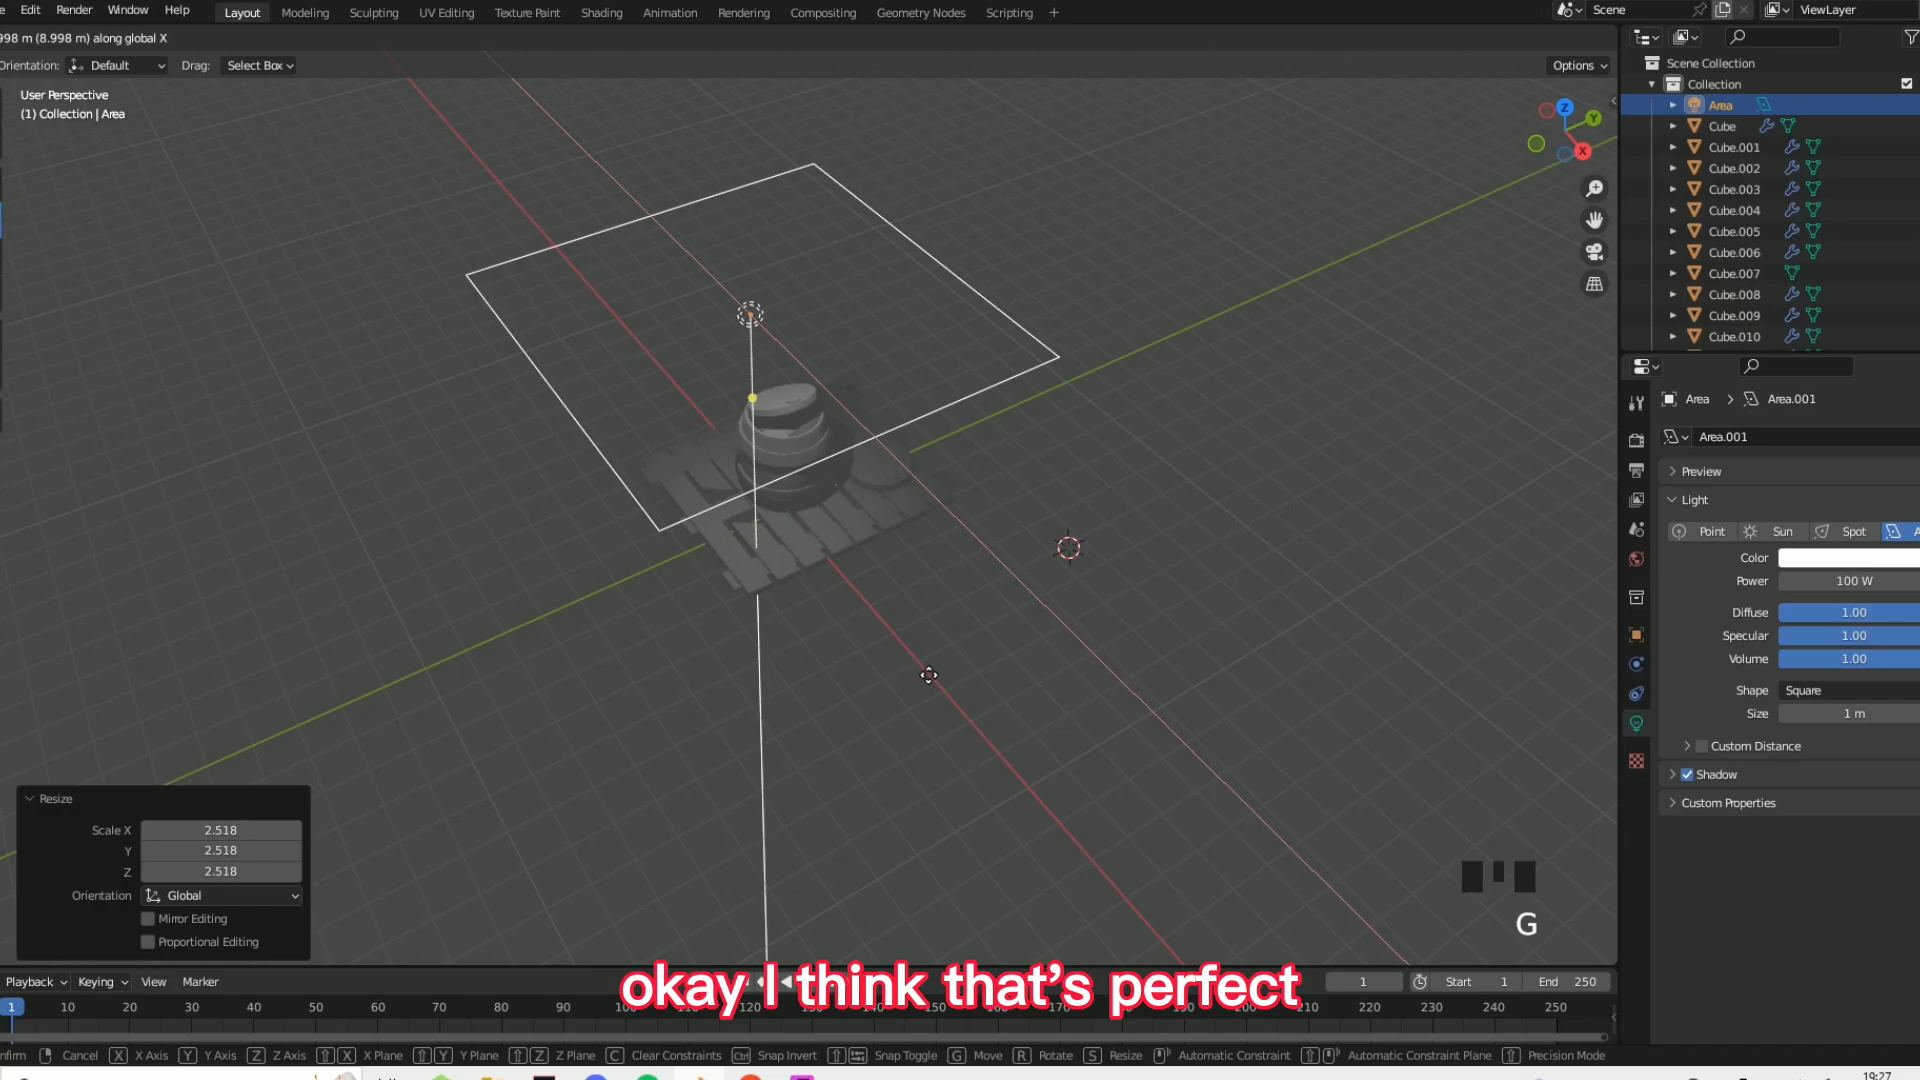 Edit Render Window Help Layout Modeling Sculpting UV Editing Texture Paint Shading Animation Rendering Compositing Geometry Nodes Scripting + Scene ViewLayer
998 m (8.998 m) along global X
Orientation: Default Drag: Select Box Options
User Perspective
(1) Collection | Area
Z
Y
X
Scene Collection
Collection
Area
Cube
Cube.001
Cube.002
Cube.003
Cube.004
Cube.005
Cube.006
Cube.007
Cube.008
Cube.009
Cube.010
Area > Area.001
Area.001
Preview
Light
Point Sun Spot
Color
Power 100 W
Diffuse 1.00
Specular 1.00
Volume 1.00
Shape Square
Size 1 m
Custom Distance
Shadow
Custom Properties
Resize
Scale X 2.518
Y 2.518
Z 2.518
Orientation Global
Mirror Editing
Proportional Editing
G
okay I think that's perfect
Playback Keying View Marker 1 Start 1 End 250
1 10 20 30 40 50 60 70 80 90 100 110 120 130 140 150 160 170 180 190 200 210 220 230 240 250
Cancel X X Axis Y Y Axis Z Z Axis X X Plane Y Y Plane Z Z Plane C Clear Constraints Ctrl Snap Invert Snap Toggle G Move R Rotate S Resize Automatic Constraint Automatic Constraint Plane Precision Mode
19:27